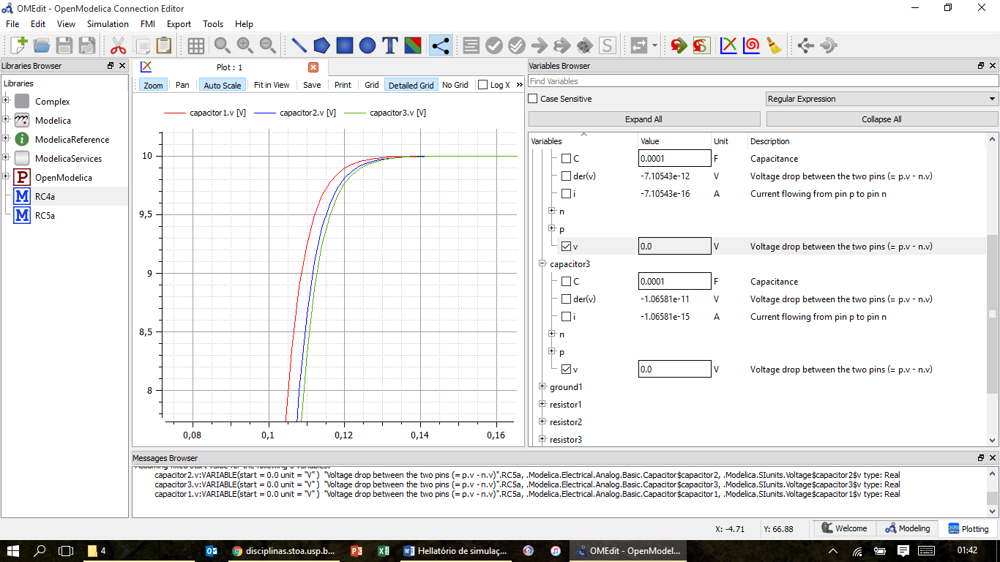 OMEdit - OpenModelica Connection Editor
File Edit View Simulation FMI Export Tools Help
Libraries Browser
Libraries
Complex
Modelica
ModelicaReference
ModelicaServices
OpenModelica
RC4a
RC5a
Plot : 1
Zoom Pan Auto Scale Fit in View Save Print Grid Detailed Grid No Grid Log X »
capacitor1.v [V] capacitor2.v [V] capacitor3.v [V]
10
9,5
9
8,5
8
0,08 0,1 0,12 0,14 0,16
Variables Browser
Find Variables
Case Sensitive Regular Expression
Expand All Collapse All
Variables Value Unit Description
C 0.0001 F Capacitance
der(v) -7.10543e-12 V Voltage drop between the two pins (= p.v - n.v)
i -7.10543e-16 A Current flowing from pin p to pin n
n
p
v 0.0 V Voltage drop between the two pins (= p.v - n.v)
capacitor3
C 0.0001 F Capacitance
der(v) -1.06581e-11 V Voltage drop between the two pins (= p.v - n.v)
i -1.06581e-15 A Current flowing from pin p to pin n
n
p
v 0.0 V Voltage drop between the two pins (= p.v - n.v)
ground1
resistor1
resistor2
resistor3
Messages Browser
Assuming fixed start value for the following 3 variables:
capacitor2.v:VARIABLE(start = 0.0 unit = "V" ) "Voltage drop between the two pins (= p.v - n.v)".RC5a, .Modelica.Electrical.Analog.Basic.Capacitor$capacitor2, .Modelica.SIunits.Voltage$capacitor2$v type: Real
capacitor3.v:VARIABLE(start = 0.0 unit = "V" ) "Voltage drop between the two pins (= p.v - n.v)".RC5a, .Modelica.Electrical.Analog.Basic.Capacitor$capacitor3, .Modelica.SIunits.Voltage$capacitor3$v type: Real
capacitor1.v:VARIABLE(start = 0.0 unit = "V" ) "Voltage drop between the two pins (= p.v - n.v)".RC5a, .Modelica.Electrical.Analog.Basic.Capacitor$capacitor1, .Modelica.SIunits.Voltage$capacitor1$v type: Real
X: -4.71 Y: 66.88 Welcome Modeling Plotting
4 disciplinas.stoa.usp.b... Hellatório de simulaç... OMEdit - OpenModel... 01:42